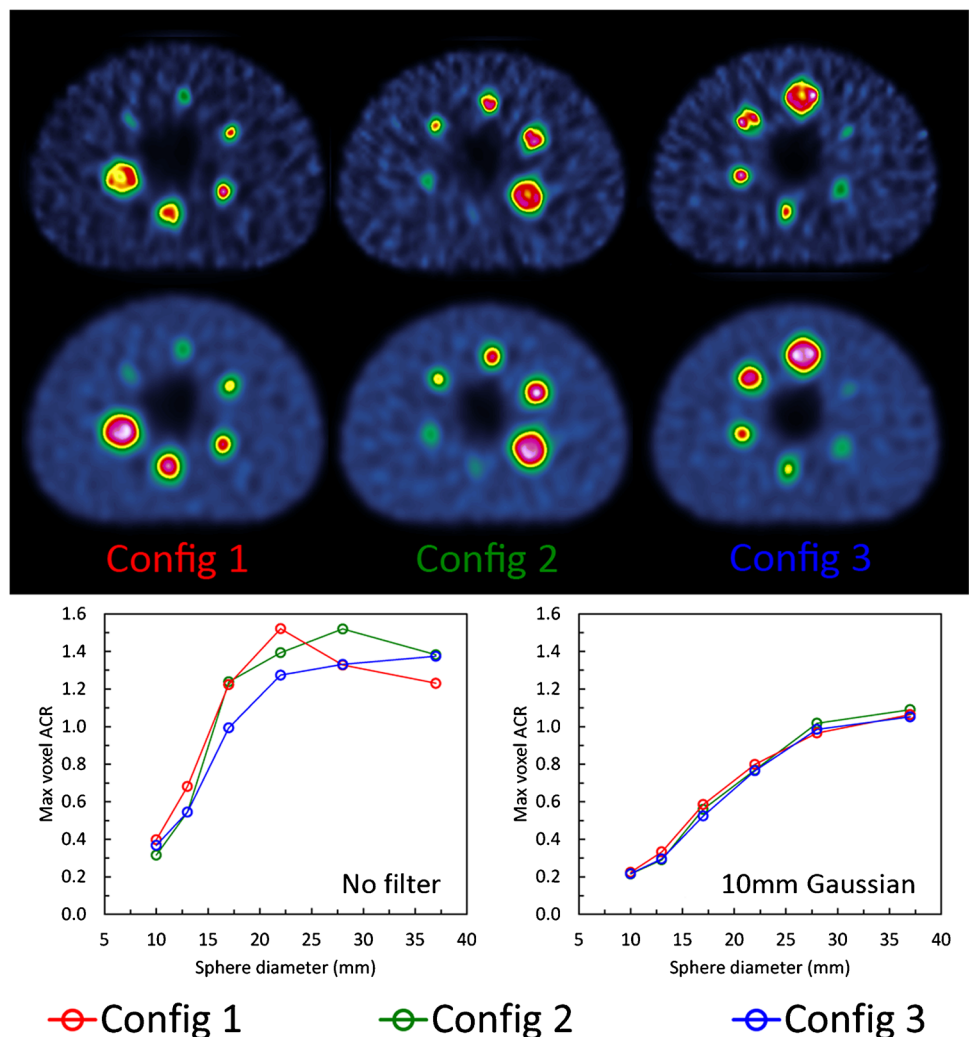 Config 1 Config 2 Config 3
1.6
1.4
1.2
1.0
0.8
0.6
0.4
0.2
0.0
Max voxel ACR
No filter
5 10 15 20 25 30 35 40
Sphere diameter (mm)
1.6
1.4
1.2
1.0
0.8
0.6
0.4
0.2
0.0
Max voxel ACR
10mm Gaussian
5 10 15 20 25 30 35 40
Sphere diameter (mm)
Config 1 Config 2 Config 3